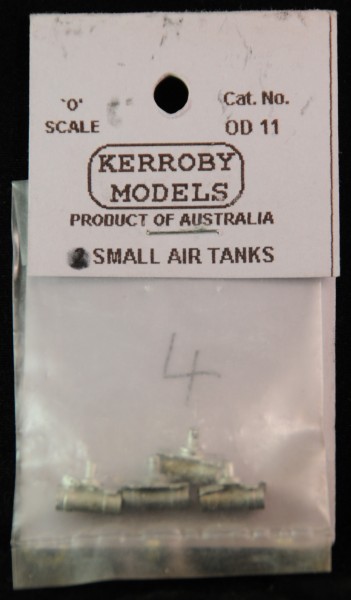 'O' Cat. No.
SCALE OD 11
KERROBY
MODELS
PRODUCT OF AUSTRALIA
SMALL AIR TANKS
4